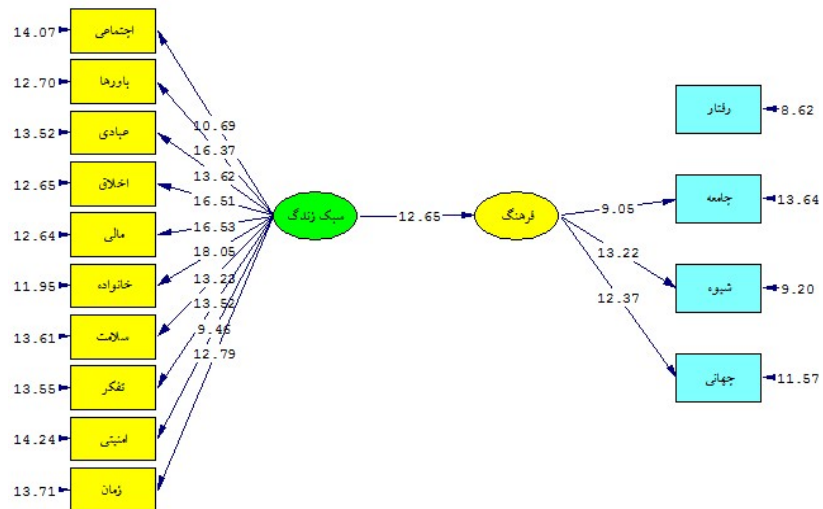 14.07 اجتماعی
12.70 باورها
13.52 عبادی
12.65 اخلاق
12.64 مالی
11.95 خانواده
13.61 سلامت
13.55 تفکر
14.24 امنیتی
13.71 زمان
10.69
16.37
13.62
16.51
16.53
18.05
13.23
13.52
9.46
12.79
سبک زندگ
12.65
فرهنگ
9.05
13.22
12.37
رفتار 8.62
جامعه 13.64
شیوه 9.20
جهانی 11.57